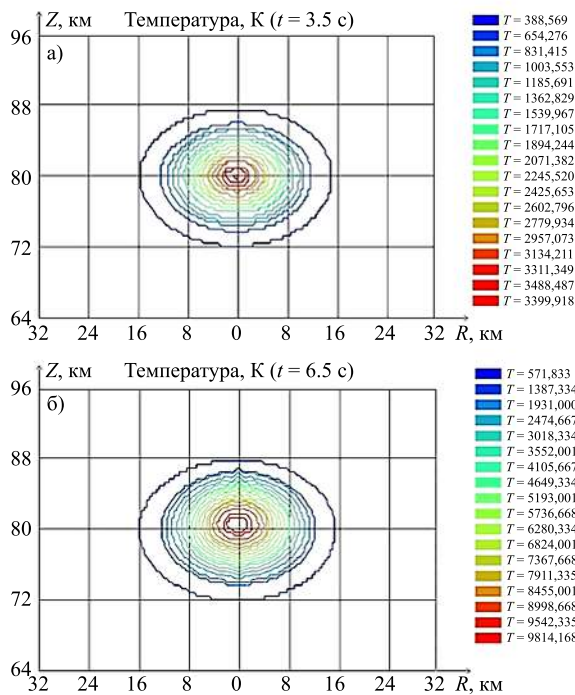 Z, км Температура, К (t = 3.5 с)
а)
96
88
80
72
64
32 24 16 8 0 8 16 24 32
R, км
T = 388,569
T = 654,276
T = 831,415
T = 1003,553
T = 1185,691
T = 1362,829
T = 1539,967
T = 1717,105
T = 1894,244
T = 2071,382
T = 2245,520
T = 2425,653
T = 2602,796
T = 2779,934
T = 2957,073
T = 3134,211
T = 3311,349
T = 3488,487
T = 3399,918
Z, км Температура, К (t = 6.5 с)
б)
96
88
80
72
64
32 24 16 8 0 8 16 24 32
R, км
T = 571,833
T = 1387,334
T = 1931,000
T = 2474,667
T = 3018,334
T = 3552,001
T = 4105,667
T = 4649,334
T = 5193,001
T = 5736,668
T = 6280,334
T = 6824,001
T = 7367,668
T = 7911,335
T = 8455,001
T = 8998,668
T = 9542,335
T = 9814,168